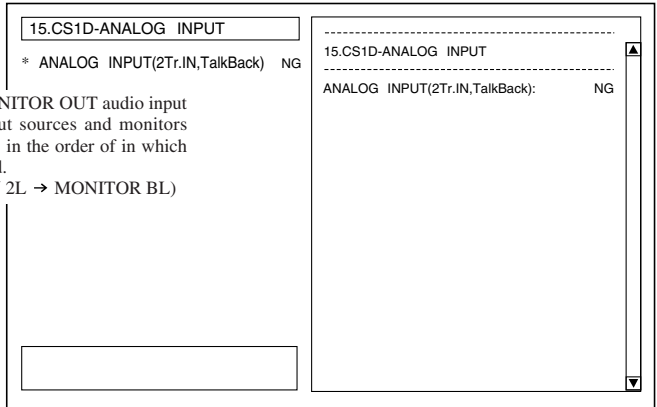 15.CS1D-ANALOG INPUT
* ANALOG INPUT(2Tr.IN,TalkBack) NG
NITOR OUT audio input
ut sources and monitors
in the order of in which
2L → MONITOR BL)
15.CS1D-ANALOG INPUT
ANALOG INPUT(2Tr.IN,TalkBack): NG